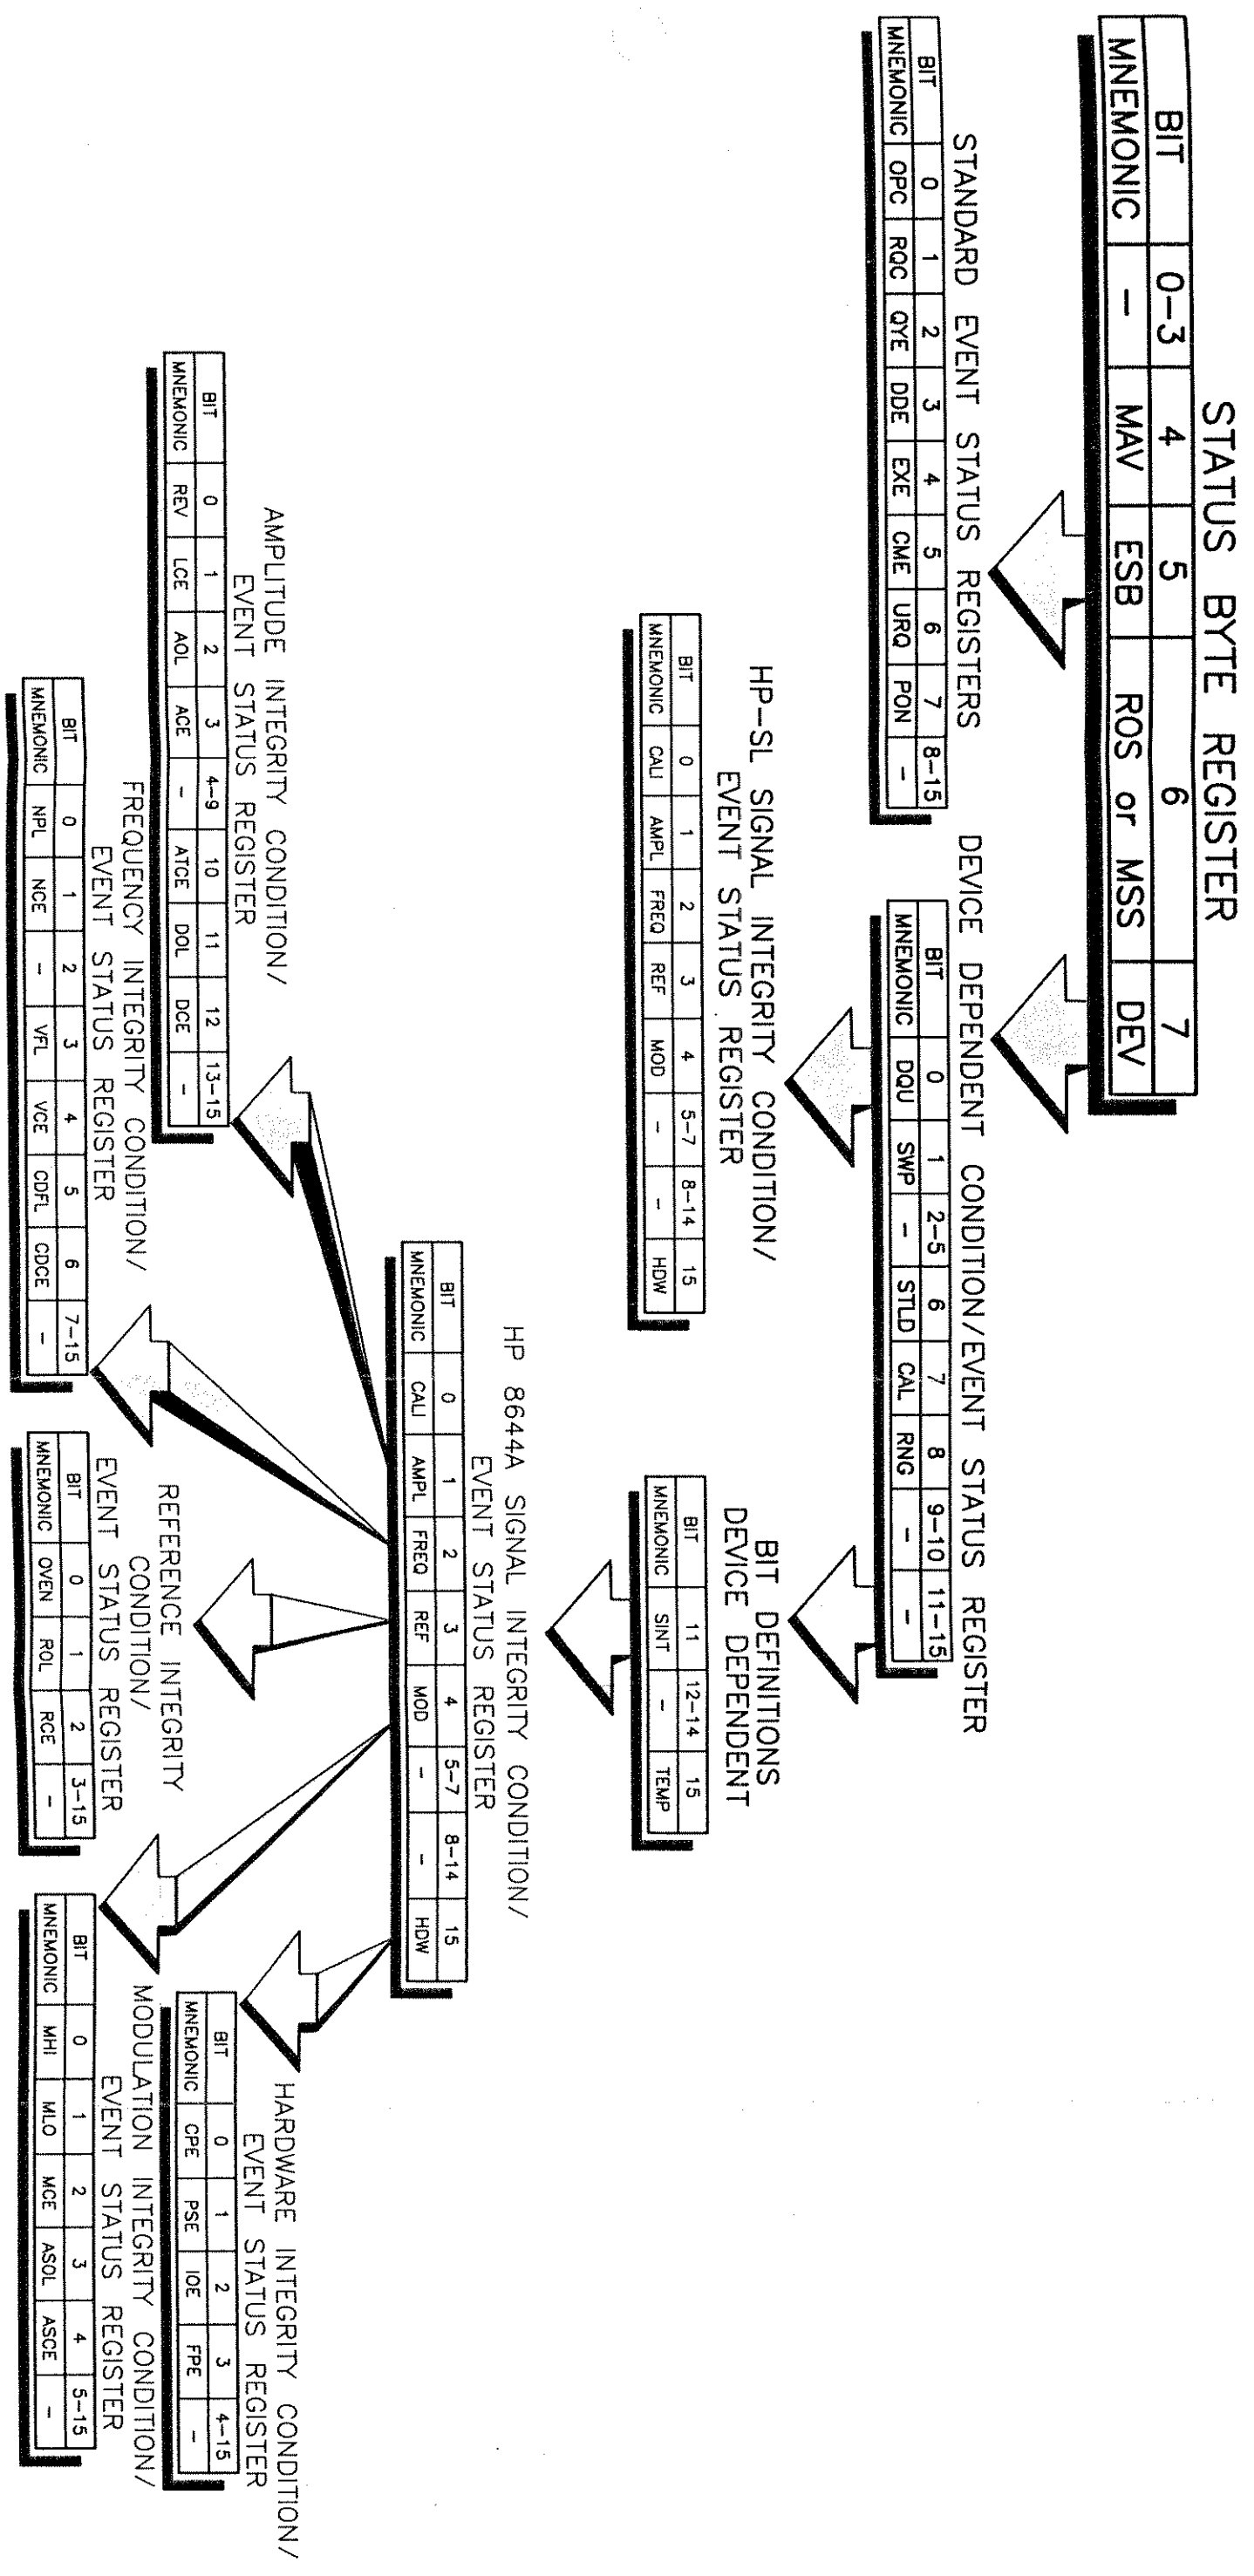 STATUS BYTE REGISTER
BIT 0-3 4 5 6 7
MNEMONIC - MAV ESB RQS or MSS DEV
STANDARD EVENT STATUS REGISTERS
BIT 0 1 2 3 4 5 6 7 8-15
MNEMONIC OPC RQC QYE DDE EXE CME URQ PON -
DEVICE DEPENDENT CONDITION/EVENT STATUS REGISTER
BIT 0 1 2-5 6 7 8 9-10 11-15
MNEMONIC DQU SWP - STLD CAL RNG - -
HP-SL SIGNAL INTEGRITY CONDITION/
EVENT STATUS REGISTER
BIT 0 1 2 3 4 5-7 8-14 15
MNEMONIC CALI AMPL FREQ REF MOD - - HDW
BIT DEFINITIONS
DEVICE DEPENDENT
BIT 11 12-14 15
MNEMONIC SINT - TEMP
HP 8644A SIGNAL INTEGRITY CONDITION/
EVENT STATUS REGISTER
BIT 0 1 2 3 4 5-7 8-14 15
MNEMONIC CALI AMPL FREQ REF MOD - - HDW
AMPLITUDE INTEGRITY CONDITION/
EVENT STATUS REGISTER
BIT 0 1 2 3 4-9 10 11 12 13-15
MNEMONIC REV LCE AOL ACE - ATCE DOL DCE -
HARDWARE INTEGRITY CONDITION/
EVENT STATUS REGISTER
BIT 0 1 2 3 4-15
MNEMONIC CPE PSE IOE FPE -
FREQUENCY INTEGRITY CONDITION/
EVENT STATUS REGISTER
BIT 0 1 2 3 4 5 6 7-15
MNEMONIC NPL NCE - VFL VCE CDFL CDCE -
REFERENCE INTEGRITY
CONDITION/
EVENT STATUS REGISTER
BIT 0 1 2 3-15
MNEMONIC OVEN ROL RCE -
MODULATION INTEGRITY CONDITION/
EVENT STATUS REGISTER
BIT 0 1 2 3 4 5-15
MNEMONIC MHI MLO MCE ASOL ASCE -